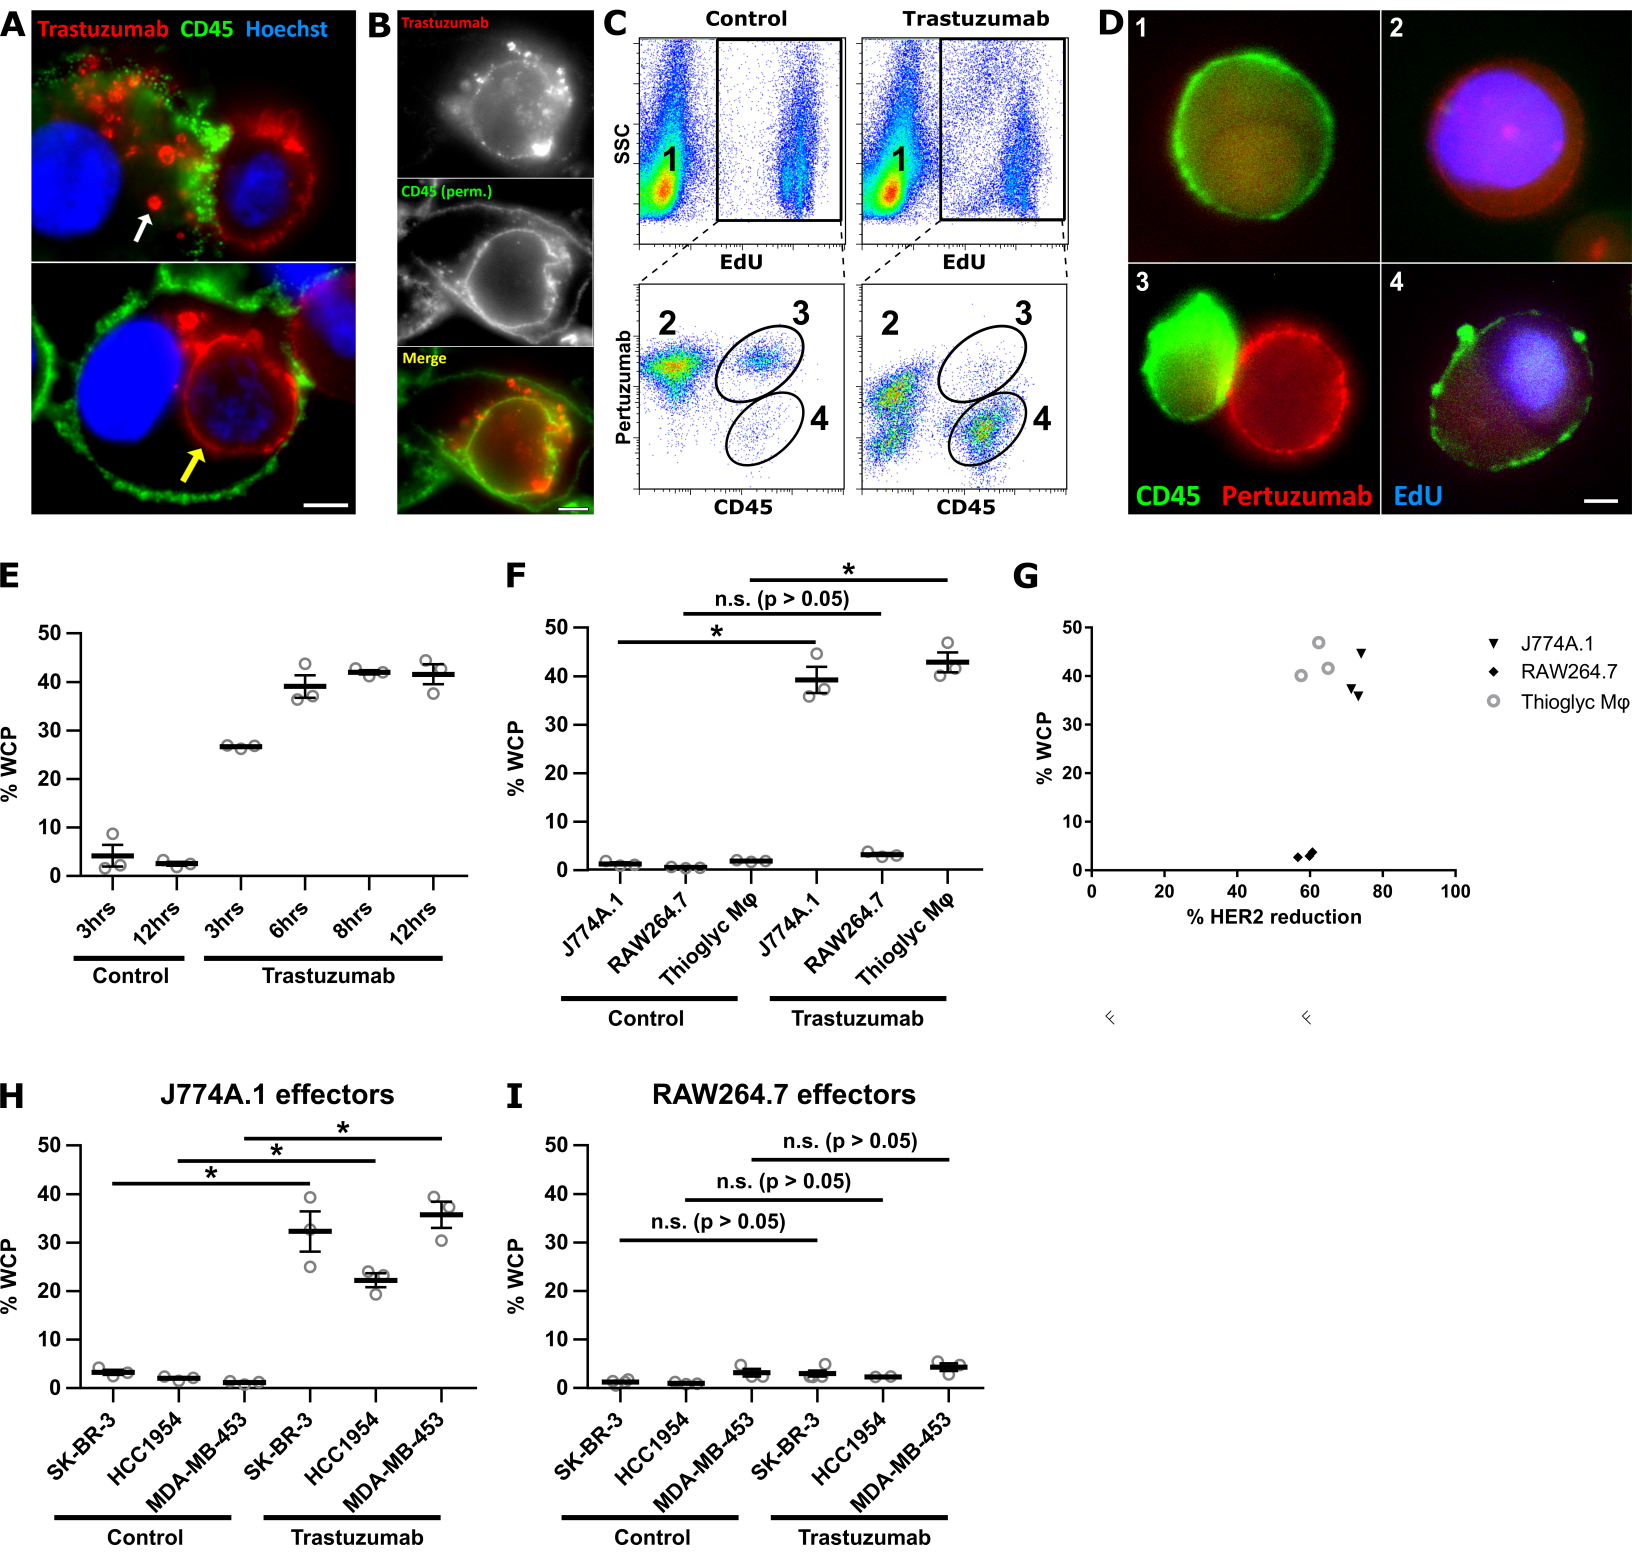 A
Trastuzumab CD45 Hoechst
B
Trastuzumab
CD45 (perm.)
Merge
C
Control
Trastuzumab
SSC
1
1
EdU
EdU
Pertuzumab
2
3
4
2
3
4
CD45
CD45
D
1
2
3
4
CD45 Pertuzumab
EdU
E
% WCP
50
40
30
20
10
0
3hrs
12hrs
3hrs
6hrs
8hrs
12hrs
Control
Trastuzumab
F
*
n.s. (p > 0.05)
*
% WCP
50
40
30
20
10
0
J774A.1
RAW264.7
Thioglyc Mφ
J774A.1
RAW264.7
Thioglyc Mφ
Control
Trastuzumab
G
% WCP
50
40
30
20
10
0
0
20
40
60
80
100
% HER2 reduction
J774A.1
RAW264.7
Thioglyc Mφ
H
J774A.1 effectors
*
*
*
% WCP
50
40
30
20
10
0
SK-BR-3
HCC1954
MDA-MB-453
SK-BR-3
HCC1954
MDA-MB-453
Control
Trastuzumab
I
RAW264.7 effectors
n.s. (p > 0.05)
n.s. (p > 0.05)
n.s. (p > 0.05)
% WCP
50
40
30
20
10
0
SK-BR-3
HCC1954
MDA-MB-453
SK-BR-3
HCC1954
MDA-MB-453
Control
Trastuzumab